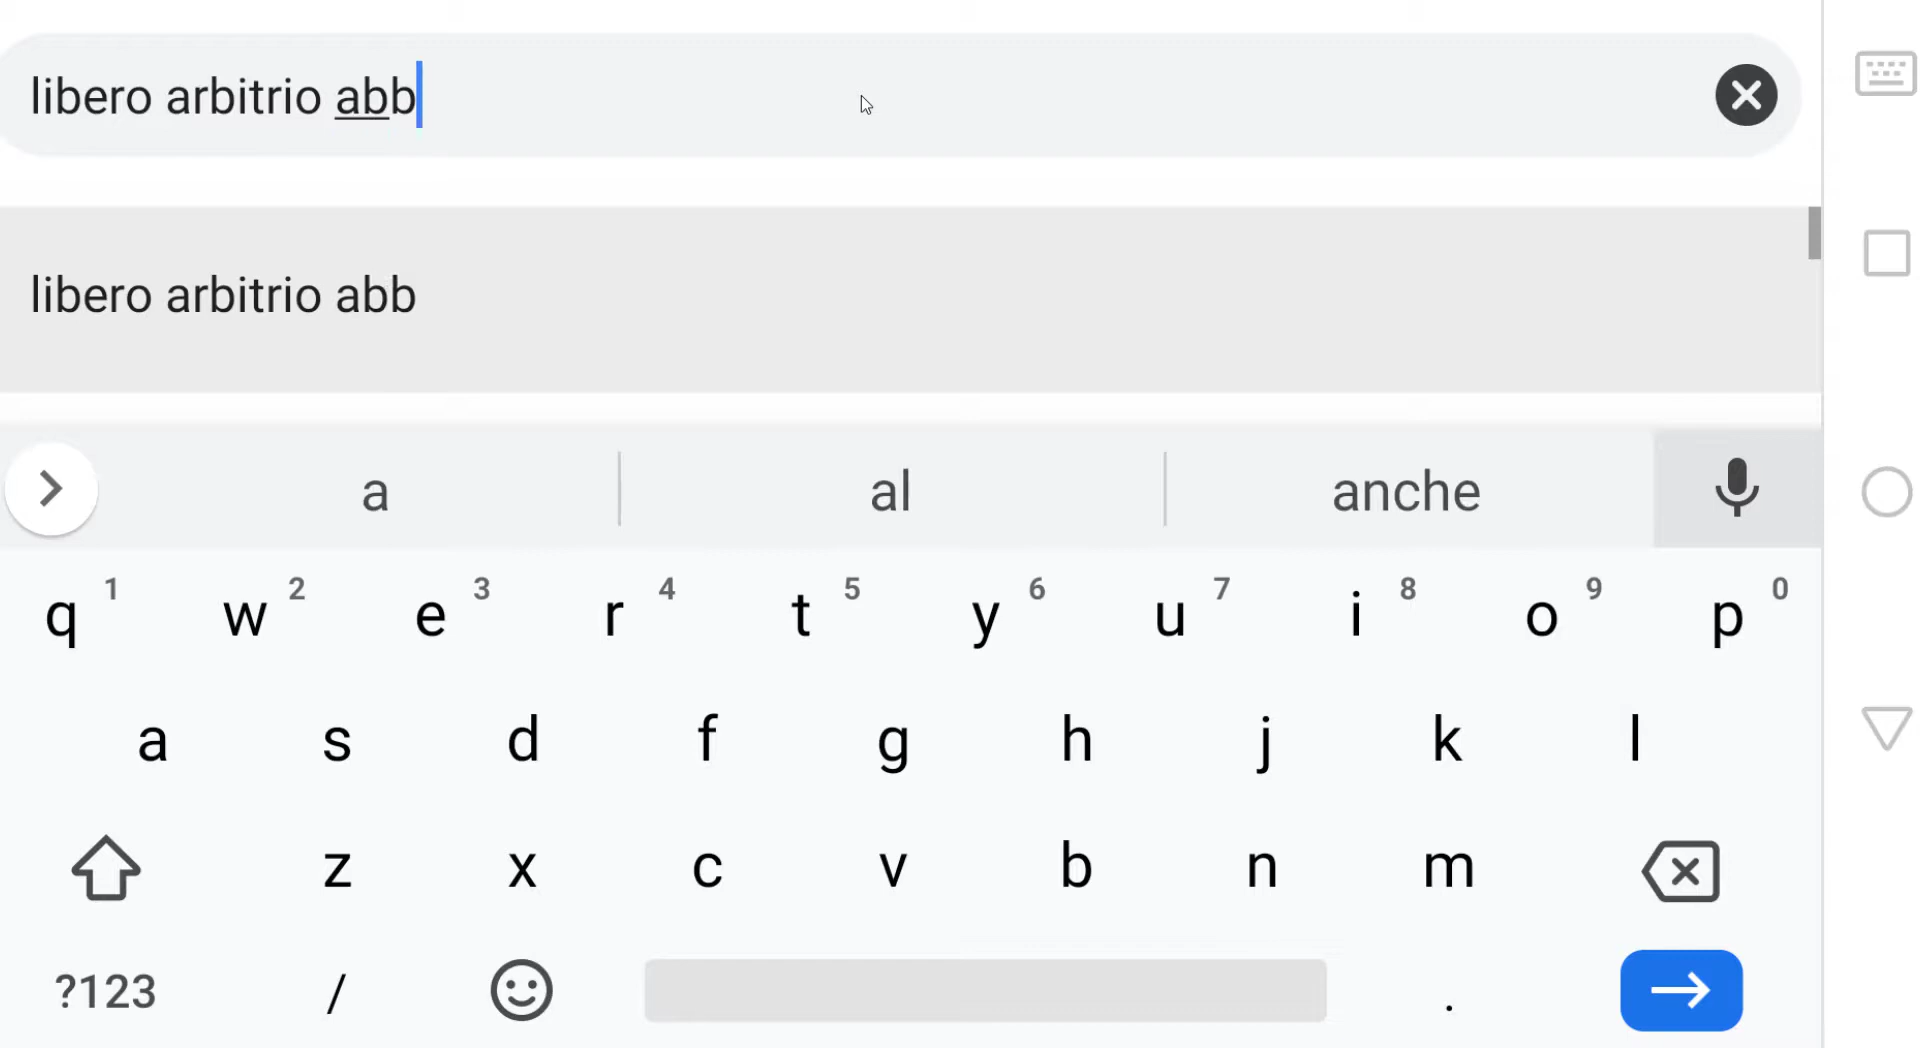 libero arbitrio abb
libero arbitrio abb
a al anche
q 1 w 2 e 3 r 4 t 5 y 6 u 7 i 8 o 9 p 0
a s d f g h j k l
z x c v b n m
?123 / .